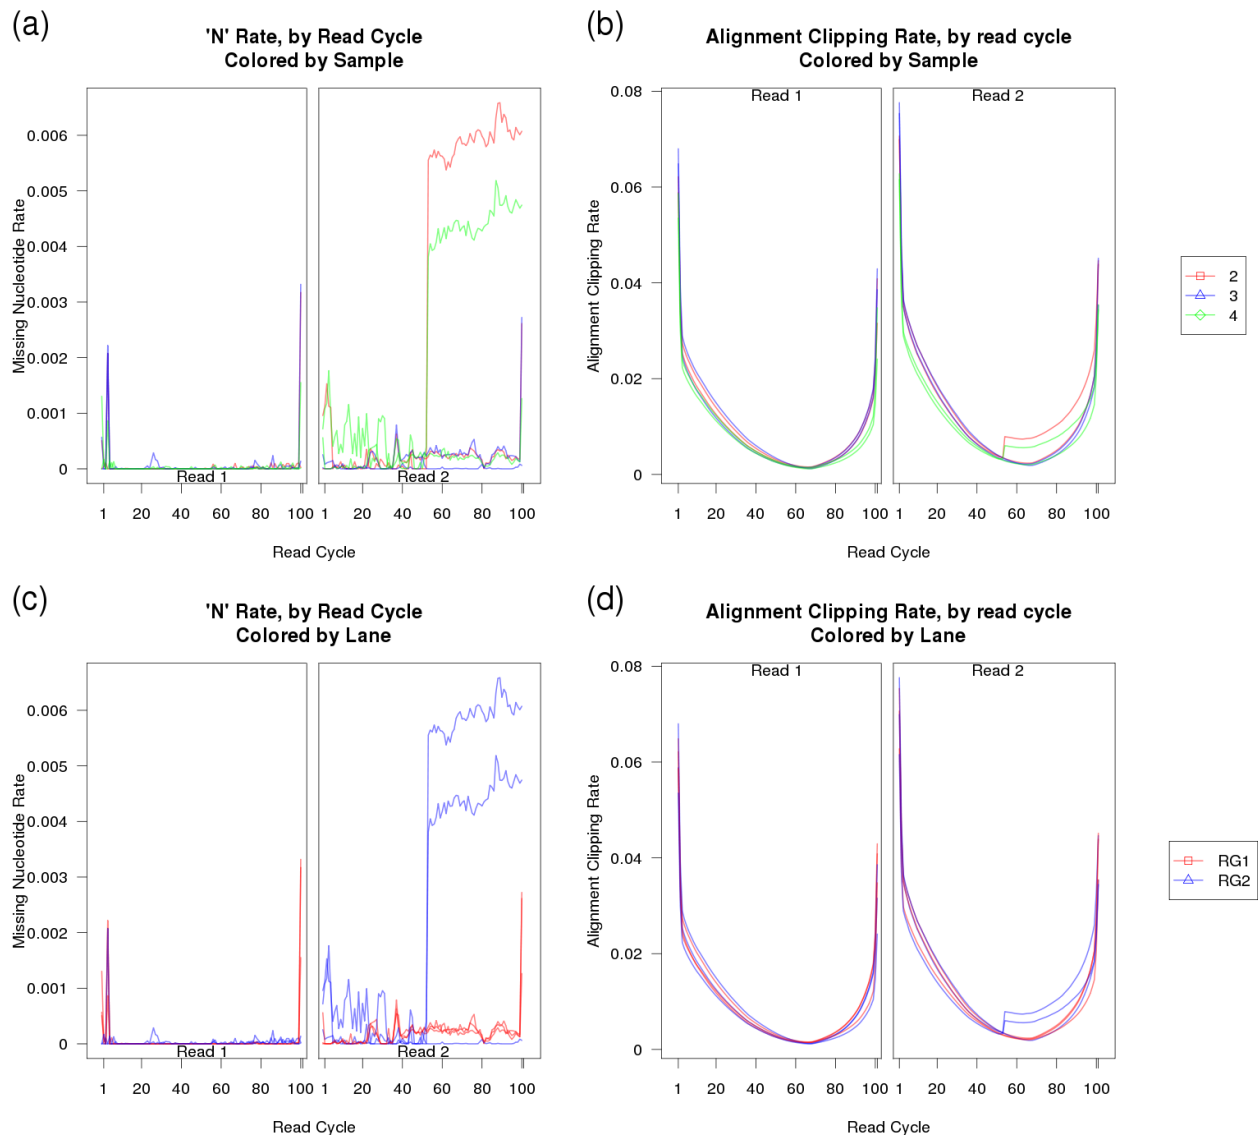 (a)
'N' Rate, by Read Cycle
Colored by Sample
Missing Nucleotide Rate
0.006
0.005
0.004
0.003
0.002
0.001
0
Read 1
Read 2
1 20 40 60 80 100
1 20 40 60 80 100
Read Cycle
(b)
Alignment Clipping Rate, by read cycle
Colored by Sample
Alignment Clipping Rate
0.08
0.06
0.04
0.02
0
Read 1
Read 2
1 20 40 60 80 100
1 20 40 60 80 100
Read Cycle
2
3
4
(c)
'N' Rate, by Read Cycle
Colored by Lane
Missing Nucleotide Rate
0.006
0.005
0.004
0.003
0.002
0.001
0
Read 1
Read 2
1 20 40 60 80 100
1 20 40 60 80 100
Read Cycle
(d)
Alignment Clipping Rate, by read cycle
Colored by Lane
Alignment Clipping Rate
0.08
0.06
0.04
0.02
0
Read 1
Read 2
1 20 40 60 80 100
1 20 40 60 80 100
Read Cycle
RG1
RG2